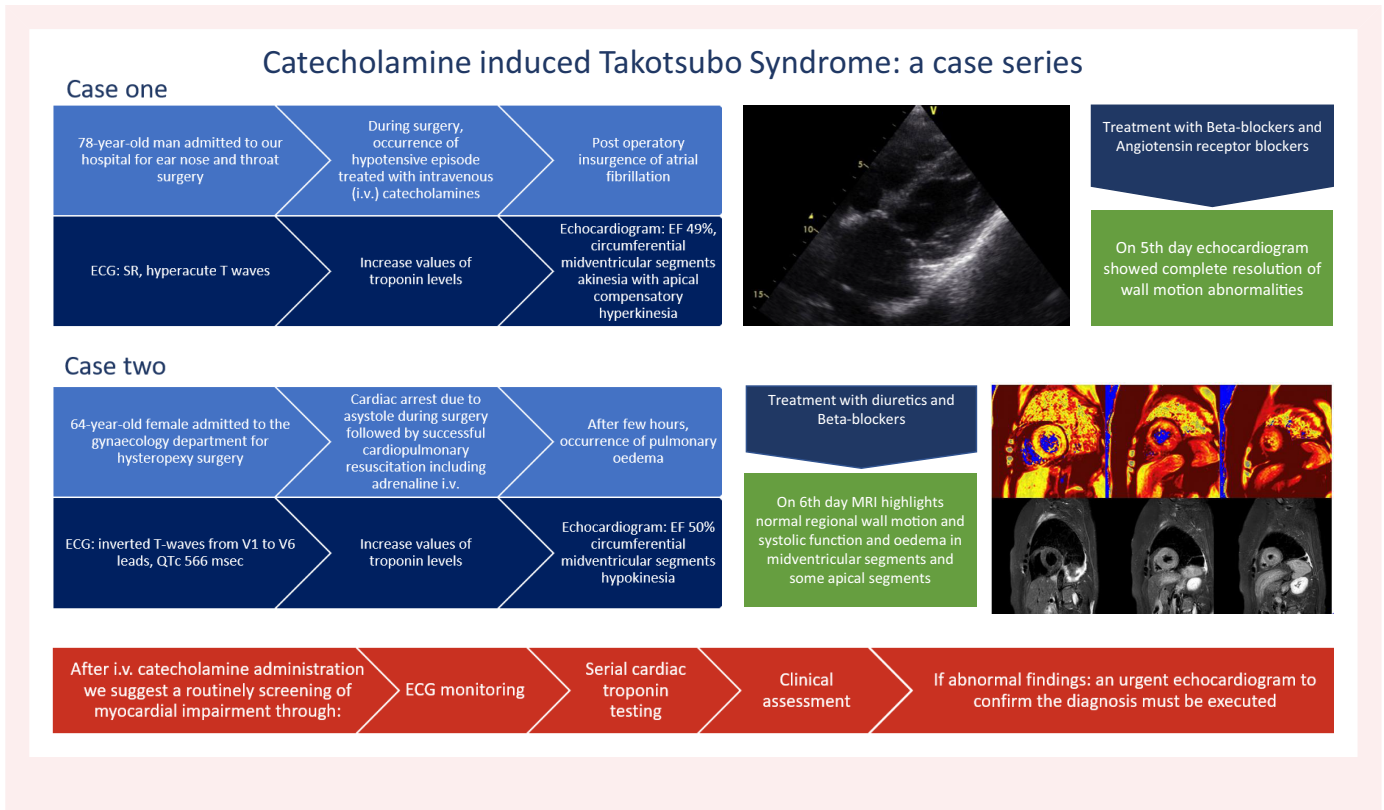 Catecholamine induced Takotsubo Syndrome: a case series
Case one
78-year-old man admitted to our
hospital for ear nose and throat
surgery
During surgery,
occurrence of
hypotensive episode
treated with intravenous
(i.v.) catecholamines
Post operatory
insurgence of atrial
fibrillation
ECG: SR, hyperacute T waves
Increase values of
troponin levels
Echocardiogram: EF 49%,
circumferential
midventricular segments
akinesia with apical
compensatory
hyperkinesia
V
5
10
15
Treatment with Beta-blockers and
Angiotensin receptor blockers
On 5th day echocardiogram
showed complete resolution of
wall motion abnormalities
Case two
64-year-old female admitted to the
gynaecology department for
hysteropexy surgery
Cardiac arrest due to
asystole during surgery
followed by successful
cardiopulmonary
resuscitation including
adrenaline i.v.
After few hours,
occurrence of pulmonary
oedema
ECG: inverted T-waves from V1 to V6
leads, QTc 566 msec
Increase values of
troponin levels
Echocardiogram: EF 50%
circumferential
midventricular segments
hypokinesia
Treatment with diuretics and
Beta-blockers
On 6th day MRI highlights
normal regional wall motion and
systolic function and oedema in
midventricular segments and
some apical segments
After i.v. catecholamine administration
we suggest a routinely screening of
myocardial impairment through:
ECG monitoring
Serial cardiac
troponin
testing
Clinical
assessment
If abnormal findings: an urgent echocardiogram to
confirm the diagnosis must be executed